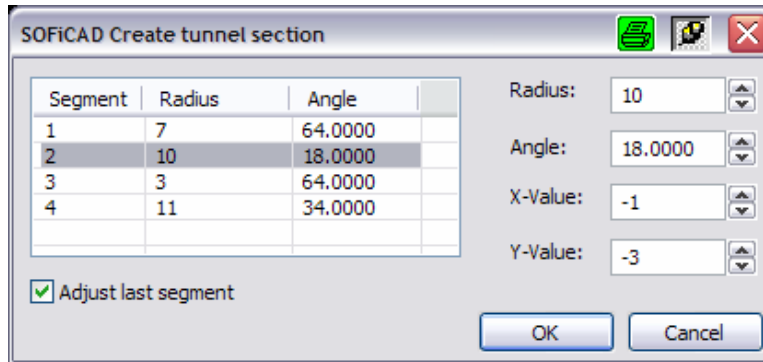 SOFiCAD Create tunnel section
Segment Radius Angle
1 7 64.0000
2 10 18.0000
3 3 64.0000
4 11 34.0000
Radius: 10
Angle: 18.0000
X-Value: -1
Y-Value: -3
Adjust last segment
OK Cancel